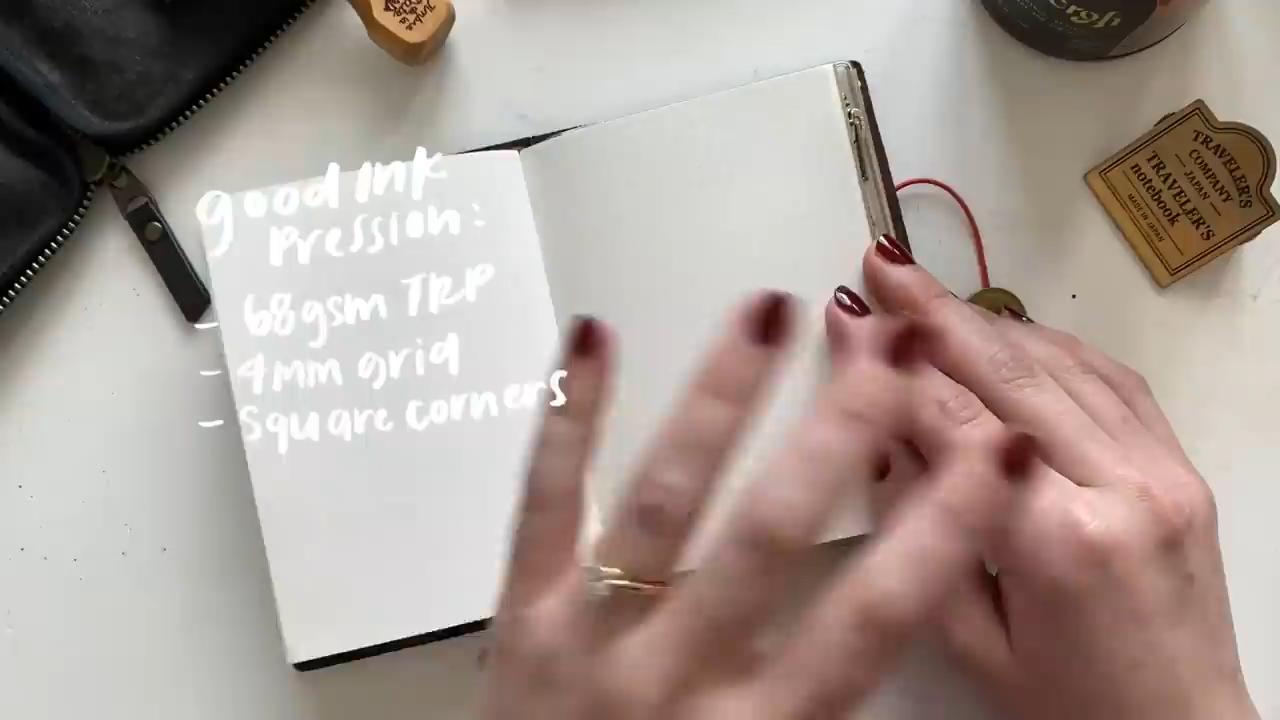 good Ink
pression:
- 68gsm TRP
- 4mm grid
- Square corners
TRAVELER'S
COMPANY
JAPAN
TRAVELER'S
notebook
MADE IN JAPAN